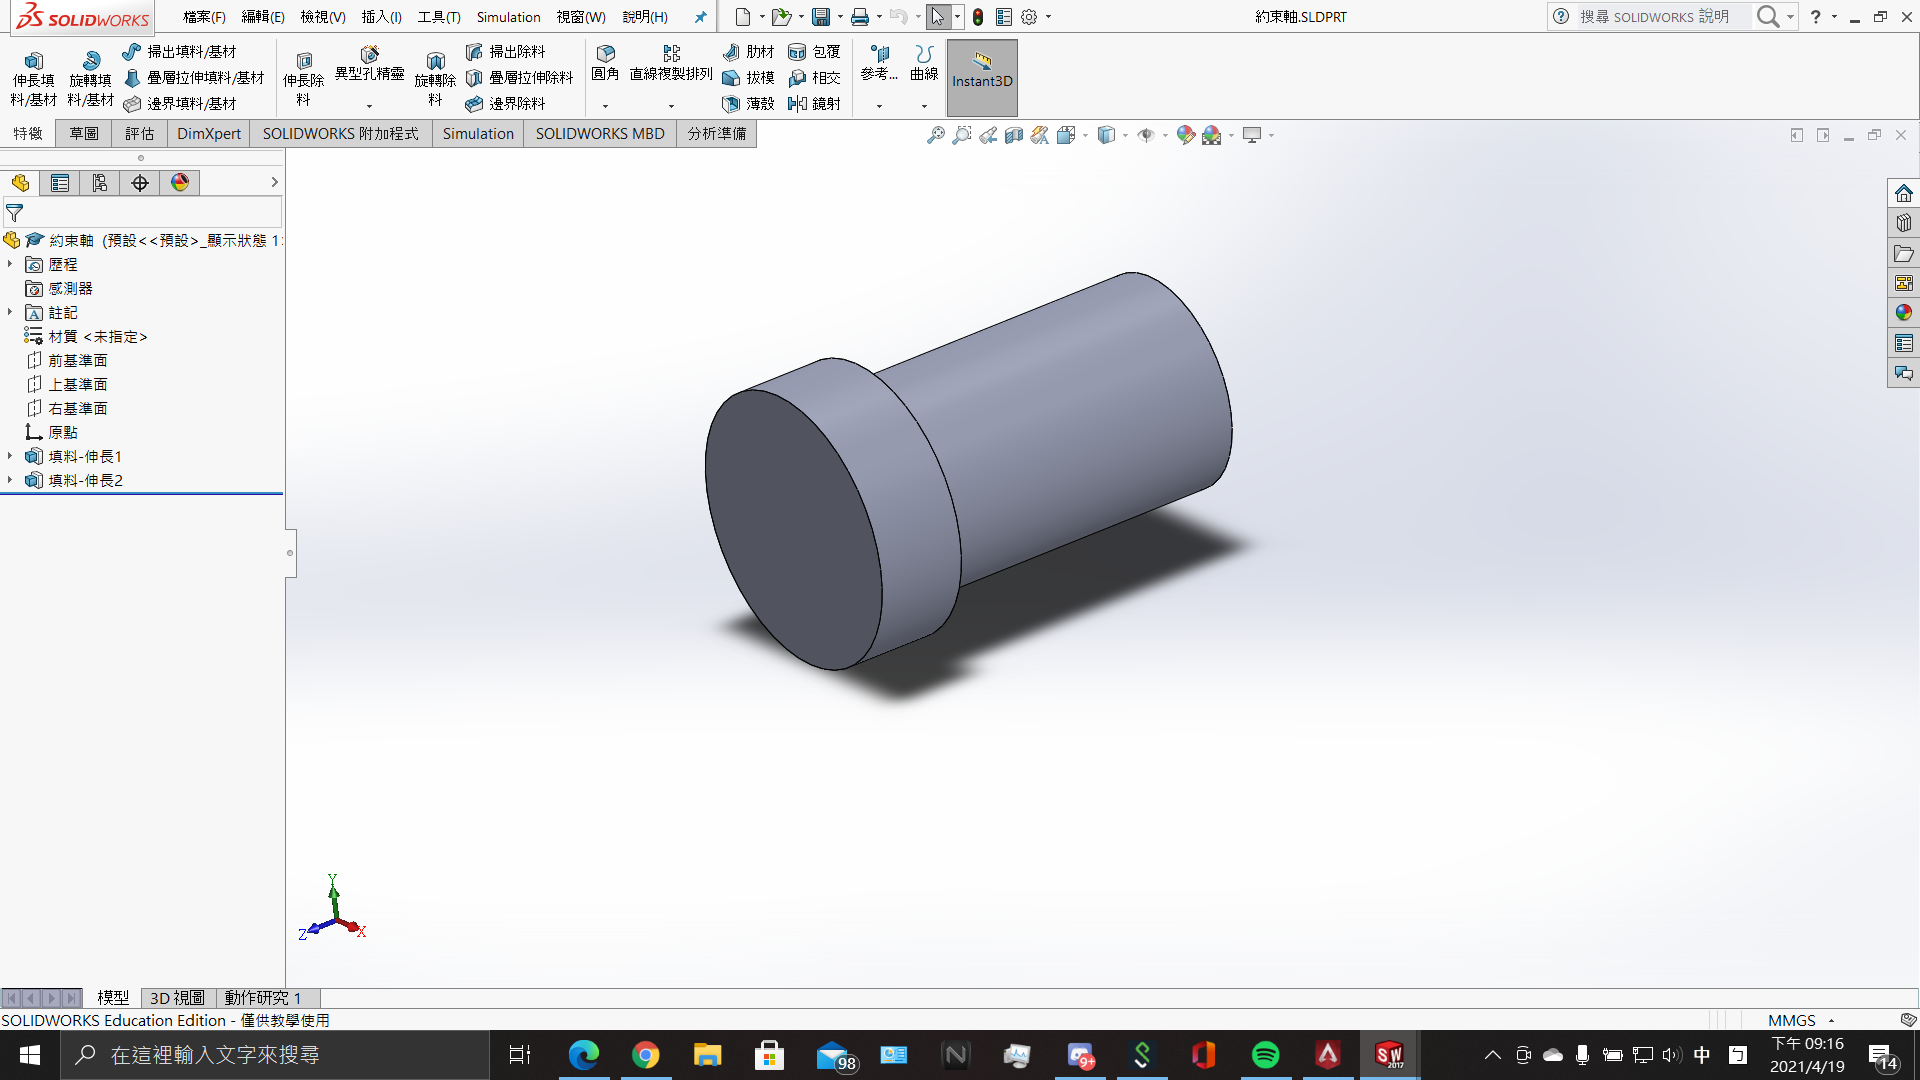 SOLIDWORKS 檔案(F) 編輯(E) 檢視(V) 插入(I) 工具(T) Simulation 視窗(W) 說明(H) 約束軸.SLDPRT 搜尋 SOLIDWORKS 說明 ?
伸長填料/基材
旋轉填料/基材
掃出填料/基材
疊層拉伸填料/基材
邊界填料/基材
伸長除料
異型孔精靈
旋轉除料
掃出除料
疊層拉伸除料
邊界除料
圓角
直線複製排列
肋材
拔模
薄殼
包覆
相交
鏡射
參考...
曲線
Instant3D
特徵 草圖 評估 DimXpert SOLIDWORKS 附加程式 Simulation SOLIDWORKS MBD 分析準備
約束軸 (預設<<預設>_顯示狀態 1
歷程
感測器
A 註記
材質 <未指定>
前基準面
上基準面
右基準面
原點
填料-伸長1
填料-伸長2
Y
Z
X
模型 3D 視圖 動作研究 1
SOLIDWORKS Education Edition - 僅供教學使用 MMGS
在這裡輸入文字來搜尋 98 9+ SW 2017 中 下午 09:16
2021/4/19 14